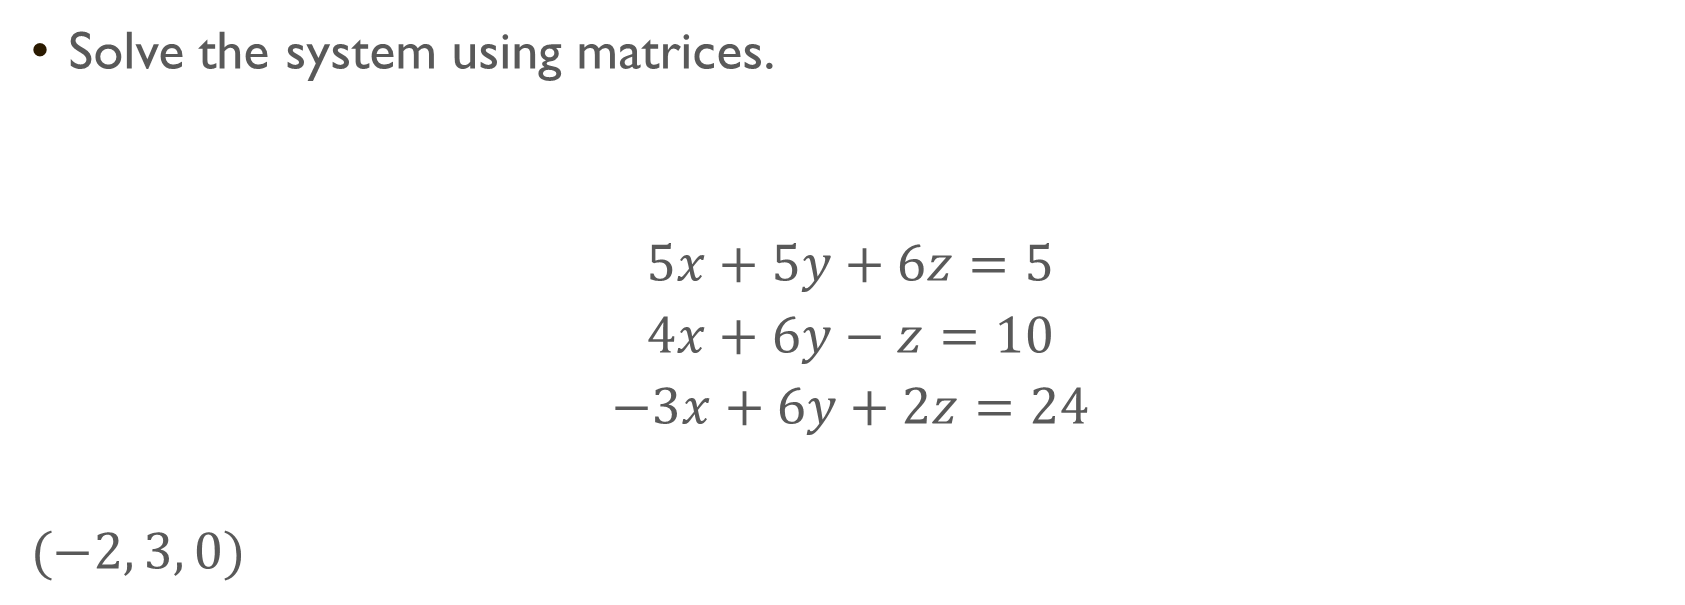 • Solve the system using matrices.
5x + 5y + 6z = 5
4x + 6y − z = 10
−3x + 6y + 2z = 24
(−2, 3, 0)